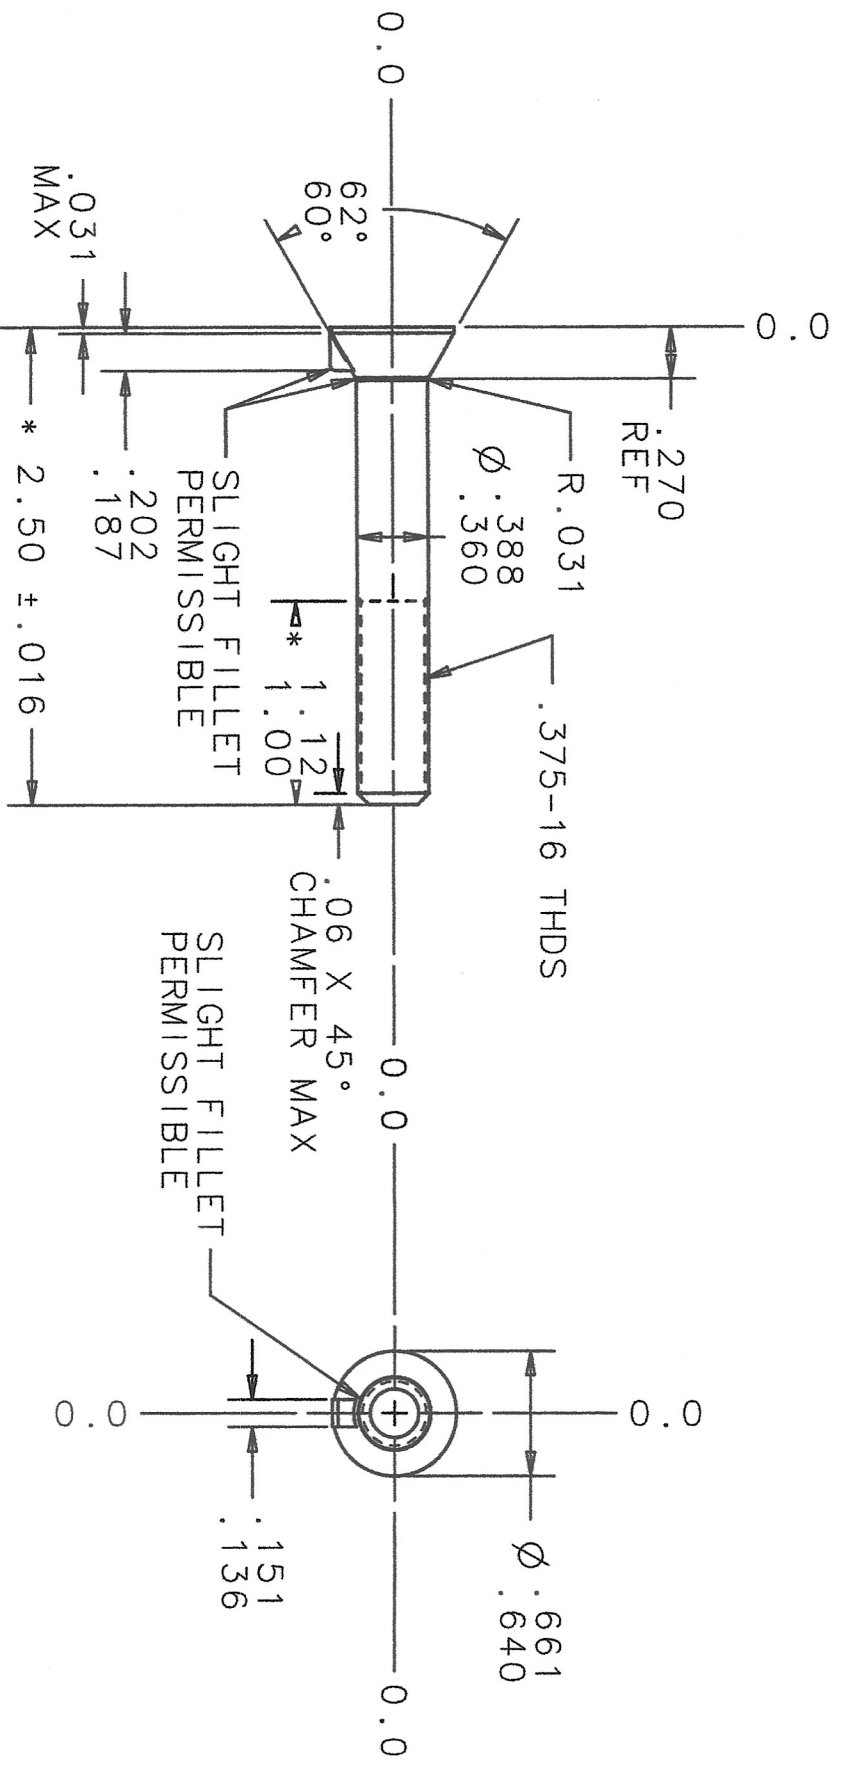 0.0
0.0
.270
REF
62°
60°
R.031
Ø .388
.360
.375-16 THDS
.031
MAX
.202
.187
SLIGHT FILLET
PERMISSIBLE
* 1.12
1.00
* 2.50 ±.016
.06 X 45°
CHAMFER MAX
0.0
SLIGHT FILLET
PERMISSIBLE
0.0
0.0
Ø .661
.640
.151
.136
0.0